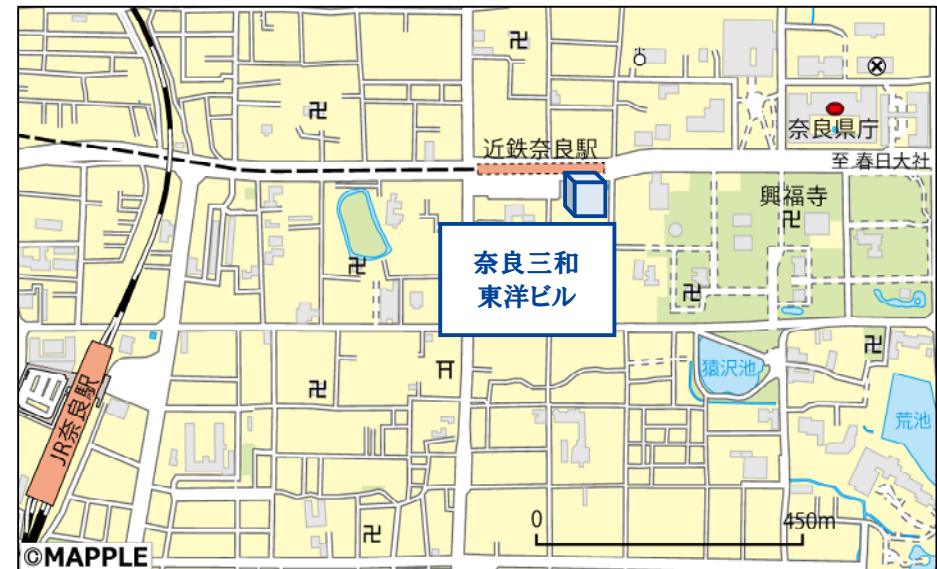 近鉄奈良駅
奈良県庁
至 春日大社
興福寺
奈良三和
東洋ビル
猿沢池
荒池
JR奈良駅
0
450m
©MAPPLE